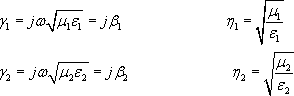 γ₁ = jω√(μ₁ε₁) = jβ₁    η₁ = √(μ₁/ε₁)
γ₂ = jω√(μ₂ε₂) = jβ₂    η₂ = √(μ₂/ε₂)